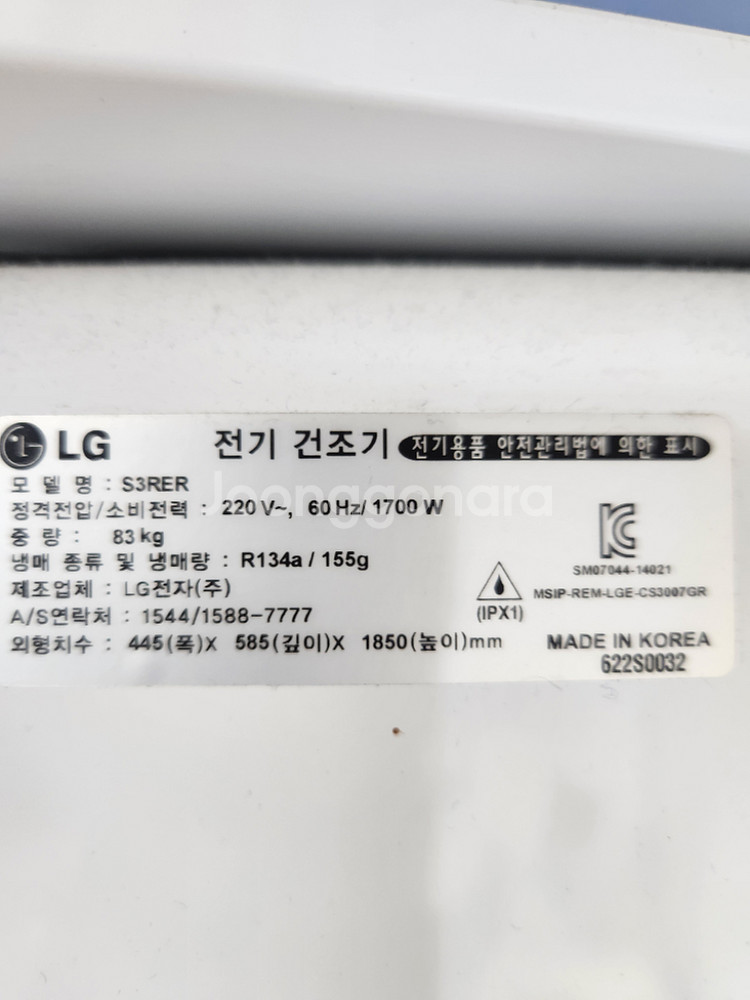 LG 전기 건조기 전기용품 안전관리법에 의한 표시
모 델 명 : S3RER
정격전압/소비전력 : 220 V~, 60 Hz/ 1700 W
중 량 : 83 kg
냉매 종류 및 냉매량 : R134a / 155g
제조업체 : LG전자(주)
A/S연락처 : 1544/1588-7777
외형치수 : 445(폭)X 585(깊이)X 1850(높이)mm
(IPX1)
SM07044-14021
MSIP-REM-LGE-CS3007GR
MADE IN KOREA
622S0032
Joonggonara